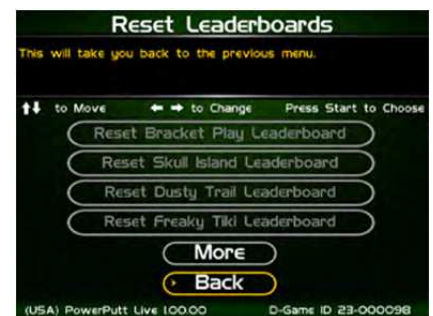 Reset Leaderboards
This will take you back to the previous menu.
↑↓ to Move ← → to Change Press Start to Choose
Reset Bracket Play Leaderboard
Reset Skull Island Leaderboard
Reset Dusty Trail Leaderboard
Reset Freaky Tiki Leaderboard
More
Back
(USA) PowerPutt Live 1.00.00 D-Game ID 23-000098